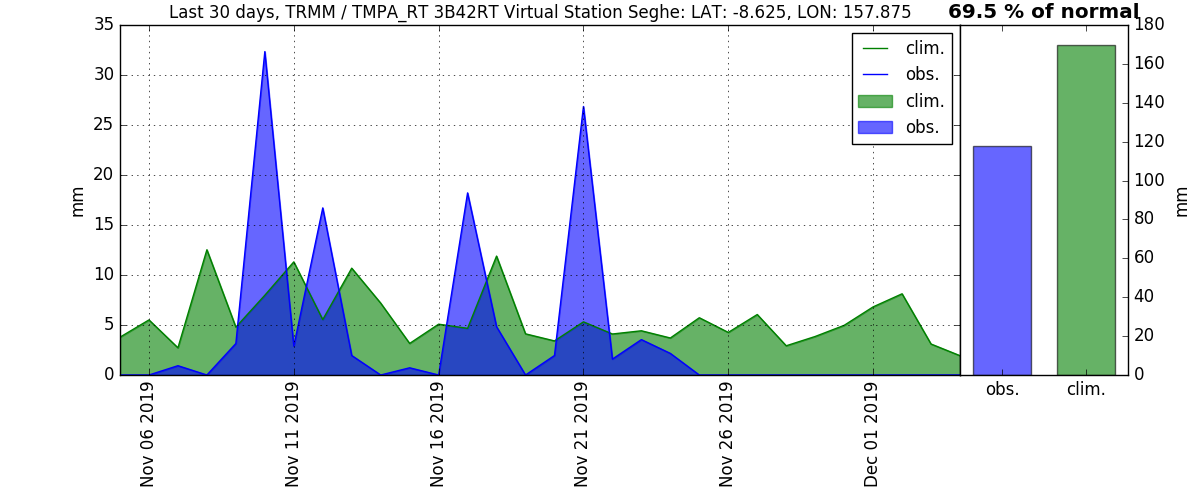 Last 30 days, TRMM / TMPA_RT 3B42RT Virtual Station Seghe: LAT: -8.625, LON: 157.875
69.5 % of normal
35
30
25
20
15
10
5
0
mm
clim.
obs.
clim.
obs.
180
160
140
120
100
80
60
40
20
0
mm
Nov 06 2019
Nov 11 2019
Nov 16 2019
Nov 21 2019
Nov 26 2019
Dec 01 2019
obs.
clim.